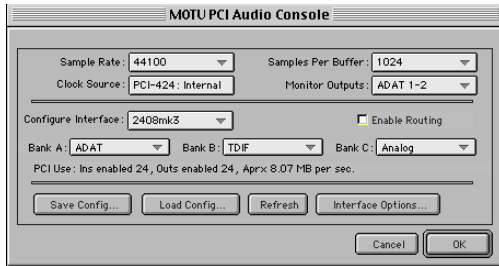 MOTU PCI Audio Console
Sample Rate: 44100 Samples Per Buffer: 1024
Clock Source: PCI-424: Internal Monitor Outputs: ADAT 1-2
Configure Interface: 2408mk3 Enable Routing
Bank A: ADAT Bank B: TDIF Bank C: Analog
PCI Use: Ins enabled 24, Outs enabled 24, Aprx 8.07 MB per sec.
Save Config... Load Config... Refresh Interface Options...
Cancel OK